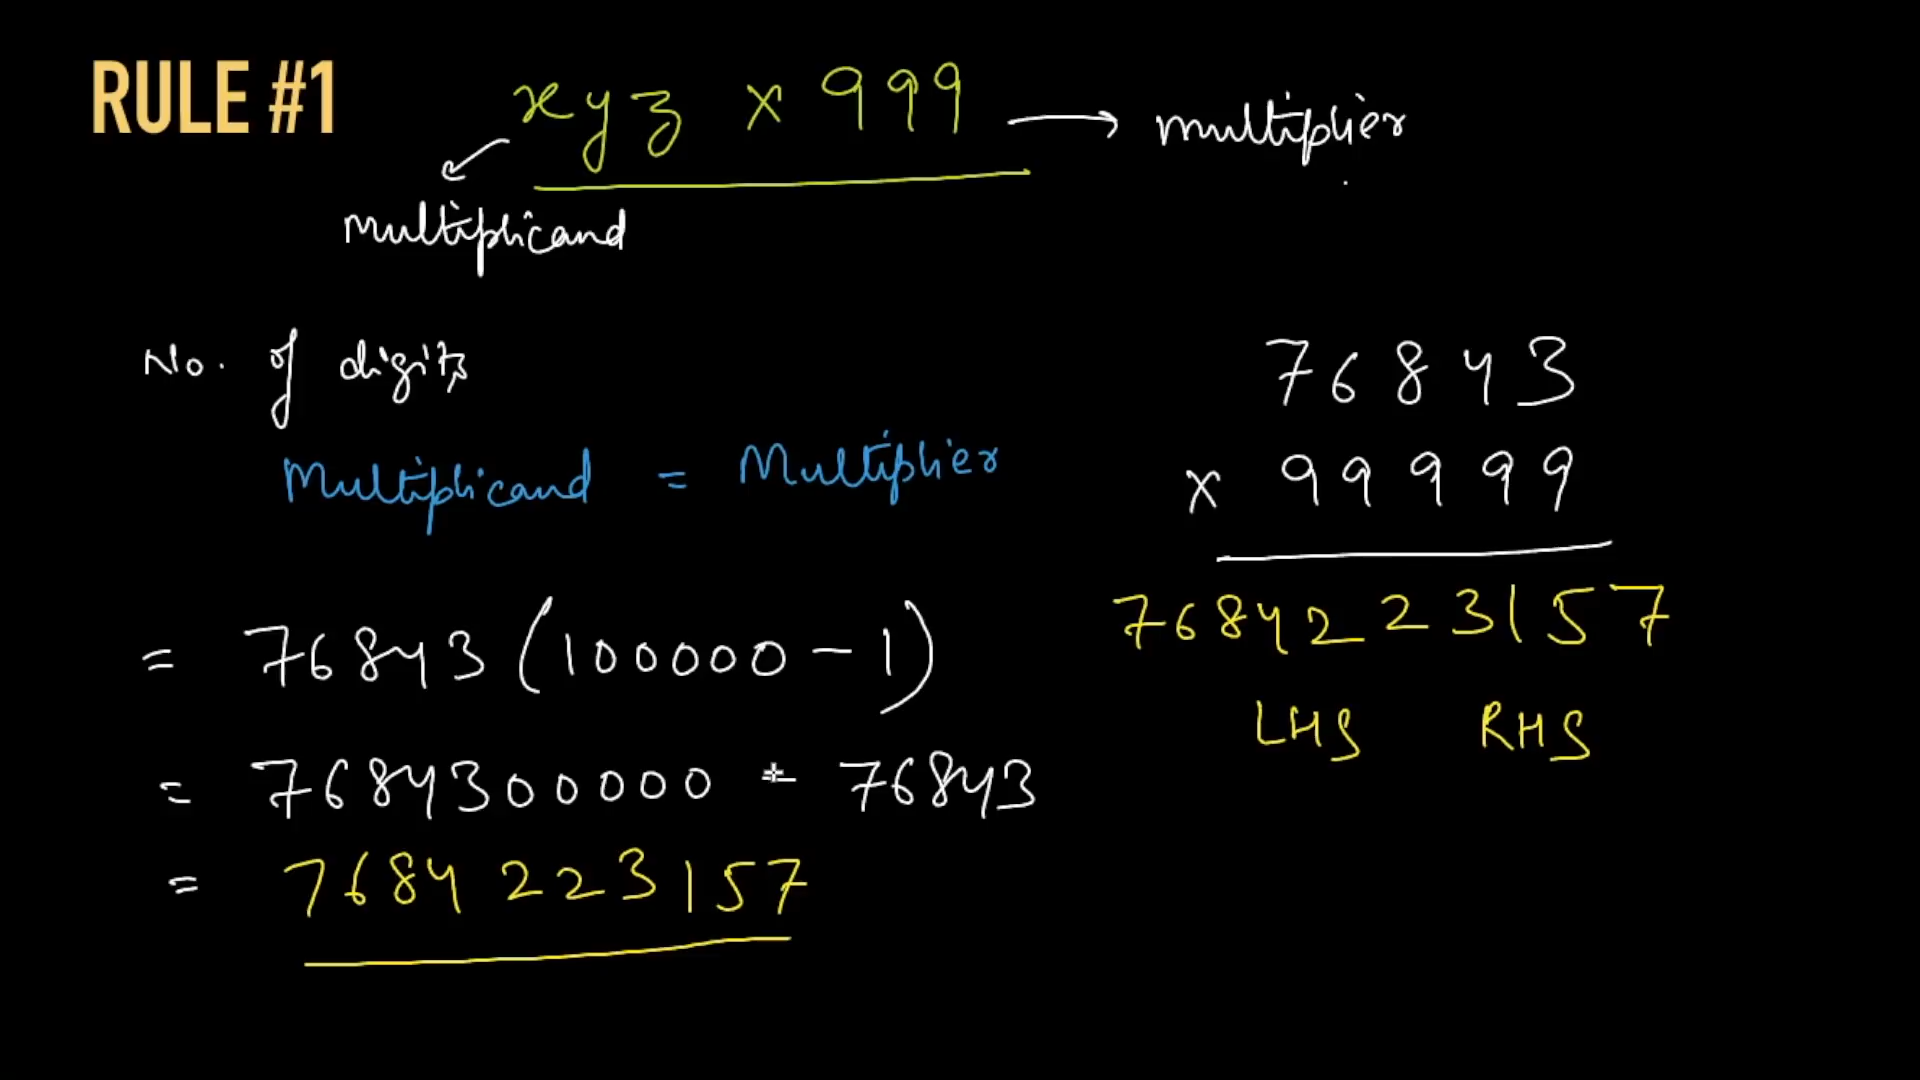 RULE #1
xyz × 999 → multiplier
multiplicand
No. of digits
Multiplicand = Multiplier
76843
× 99999
7684223157
LHS RHS
= 76843 (100000 - 1)
= 7684300000 - 76843
= 7684223157